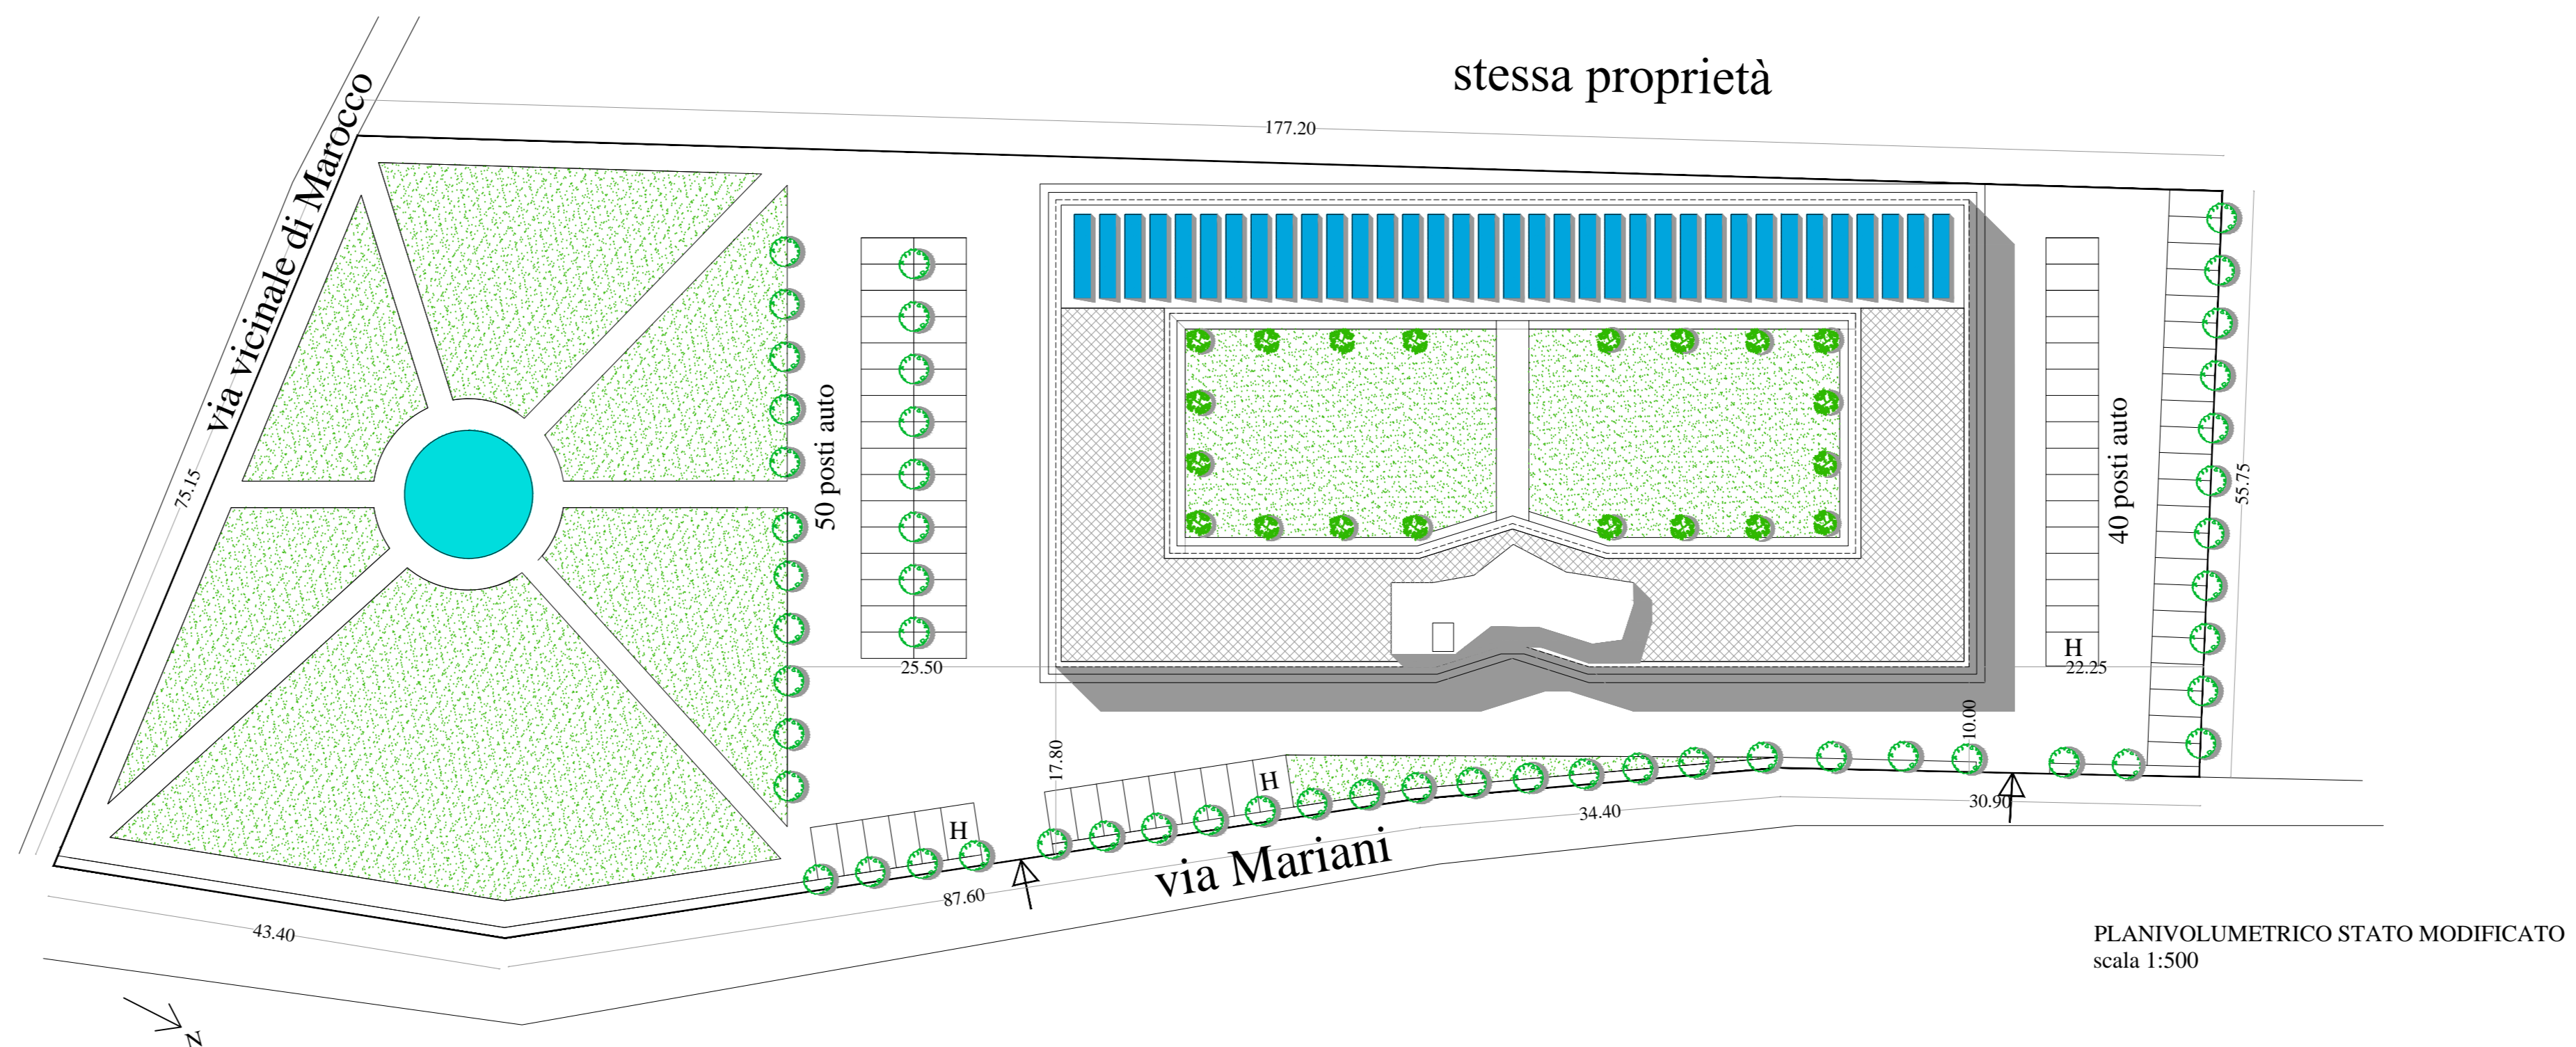 stessa proprietà
177.20
via vicinale di Marocco
75.15
50 posti auto
25.50
40 posti auto
H
22.25
55.75
17.80
10.00
H
H
via Mariani
34.40
30.90
87.60
43.40
N
PLANIVOLUMETRICO STATO MODIFICATO
scala 1:500